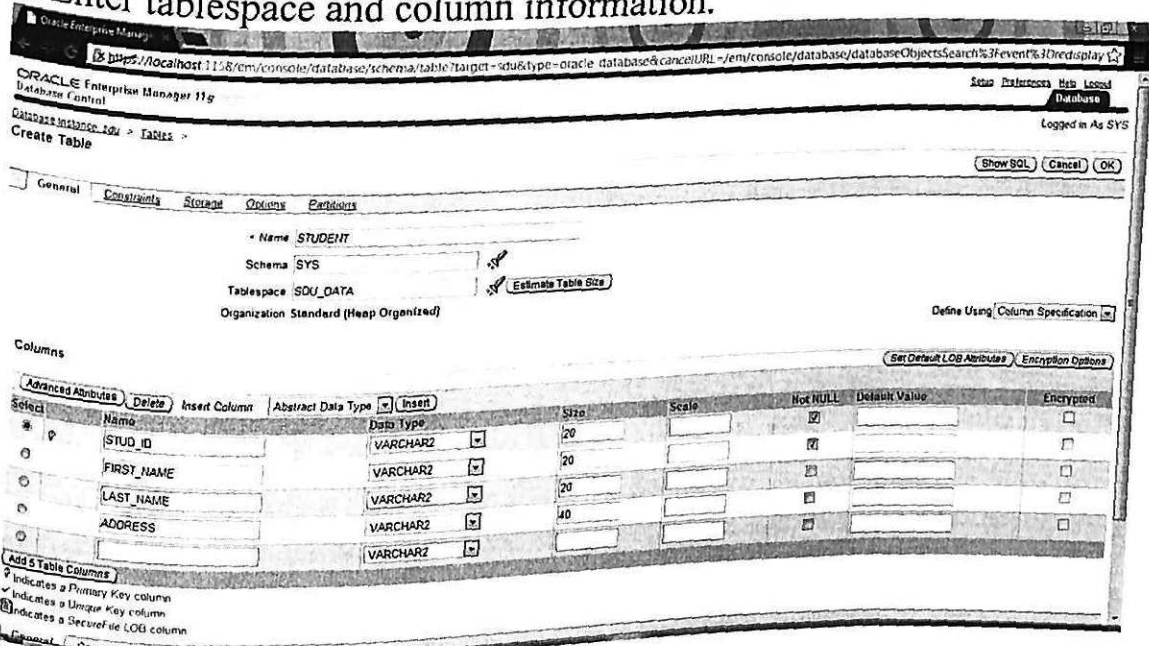 Enter tablespace and column information.
Oracle Enterprise Manag
https://localhost:1158/em/console/database/schema/table?target=sdu&type=oracle_database&cancelURL=/em/console/database/databaseObjectsSearch%3Fevent%3Dredisplay
ORACLE Enterprise Manager 11g
Database Control
Setup Preferences Help Logout
Database
Database Instance: sdu > Tables >
Logged in As SYS
Create Table
Show SQL Cancel OK
General Constraints Storage Options Partitions
* Name STUDENT
Schema SYS
Tablespace SDU_DATA Estimate Table Size
Organization Standard (Heap Organized)
Define Using Column Specification
Columns
Set Default LOB Attributes Encryption Options
Advanced Attributes Delete Insert Column Abstract Data Type Insert
Select Name Data Type Size Scale Not NULL Default Value Encrypted
STUD_ID VARCHAR2 20
FIRST_NAME VARCHAR2 20
LAST_NAME VARCHAR2 20
ADDRESS VARCHAR2 40
VARCHAR2
Add 5 Table Columns
Indicates a Primary Key column
Indicates a Unique Key column
Indicates a SecureFile LOB column
General